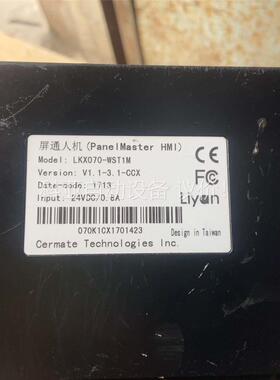 屏通人机(PanelMaster HMI)
Model: LKX070-WST1M
Version: V1.1-3.1-CCX
Date-code: 1713
Input: 24VDC/0.8A
CE
FC
Liyan
070K1CX1701423
Design in Taiwan
Cermate Technologies Inc.